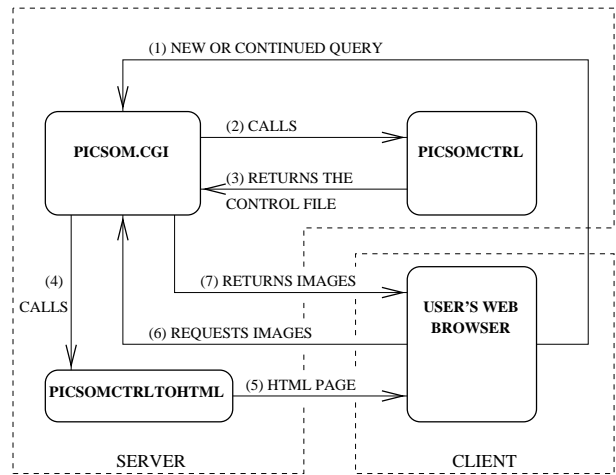 (1) NEW OR CONTINUED QUERY
PICSOM.CGI
(2) CALLS
PICSOMCTRL
(3) RETURNS THE
CONTROL FILE
(4)
CALLS
(7) RETURNS IMAGES
USER'S WEB
BROWSER
(6) REQUESTS IMAGES
PICSOMCTRLTOHTML
(5) HTML PAGE
SERVER
CLIENT